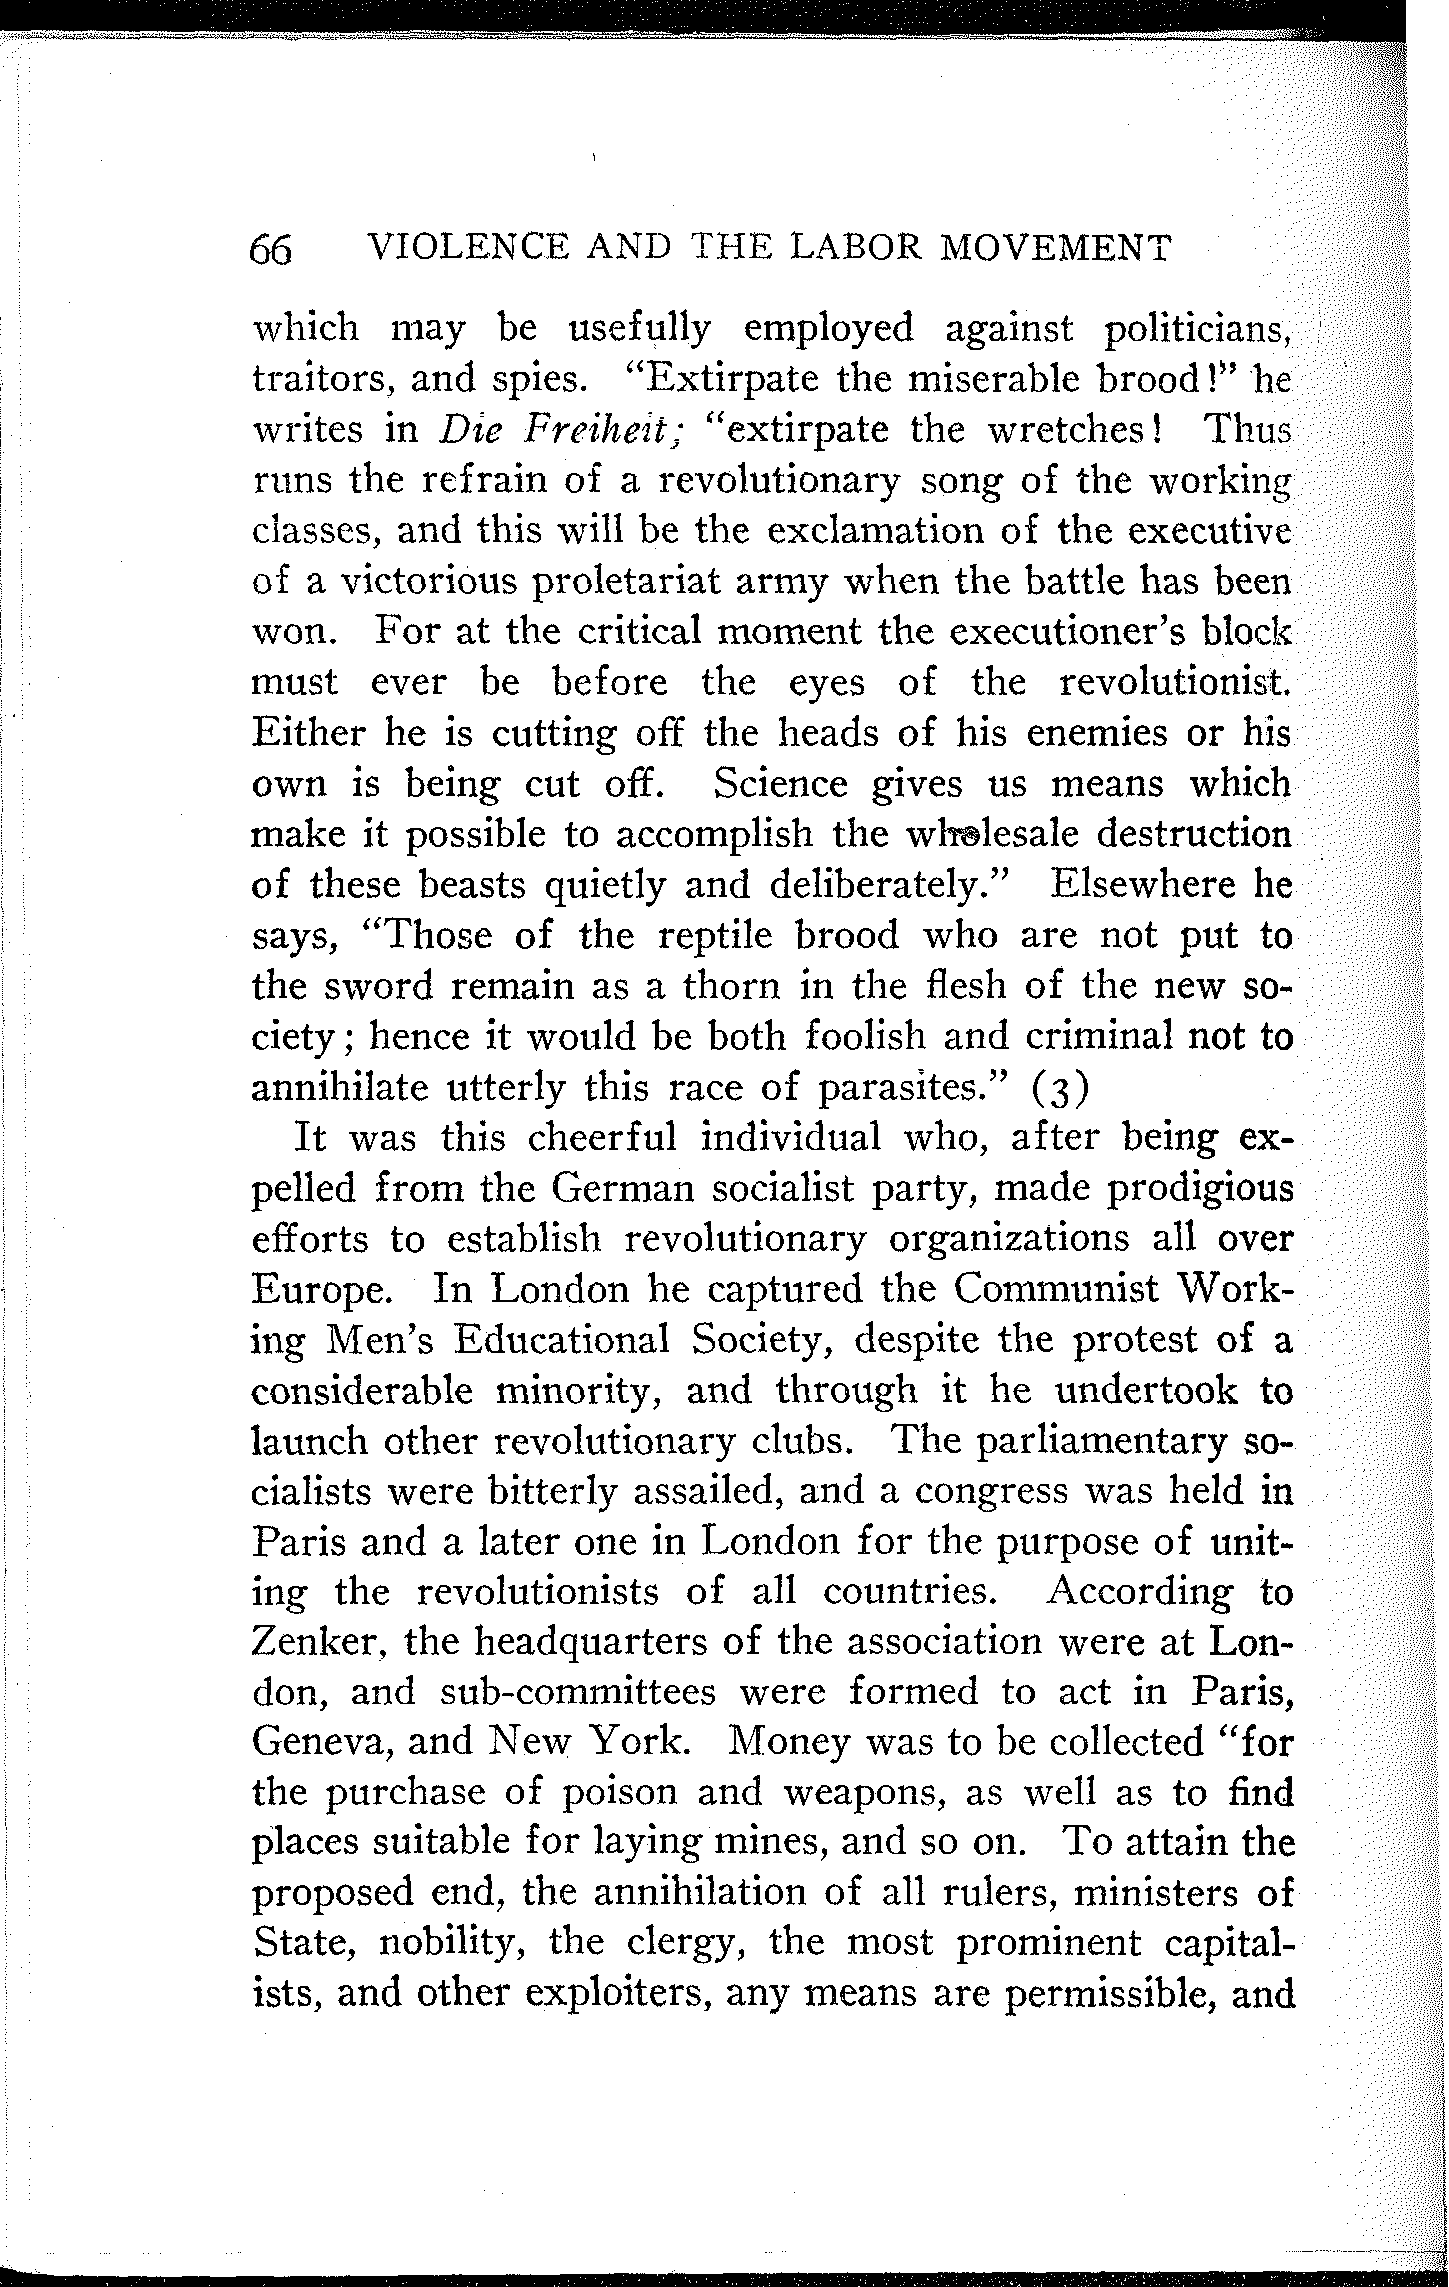 66 VIOLENCE AND THE LABOR MOVEMENT
which may be usefully employed against politicians,
traitors, and spies. "Extirpate the miserable brood!" he
writes in Die Freiheit; "extirpate the wretches! Thus
runs the refrain of a revolutionary song of the working
classes, and this will be the exclamation of the executive
of a victorious proletariat army when the battle has been
won. For at the critical moment the executioner's block
must ever be before the eyes of the revolutionist.
Either he is cutting off the heads of his enemies or his
own is being cut off. Science gives us means which
make it possible to accomplish the wholesale destruction
of these beasts quietly and deliberately." Elsewhere he
says, "Those of the reptile brood who are not put to
the sword remain as a thorn in the flesh of the new so-
ciety; hence it would be both foolish and criminal not to
annihilate utterly this race of parasites." (3)
It was this cheerful individual who, after being ex-
pelled from the German socialist party, made prodigious
efforts to establish revolutionary organizations all over
Europe. In London he captured the Communist Work-
ing Men's Educational Society, despite the protest of a
considerable minority, and through it he undertook to
launch other revolutionary clubs. The parliamentary so-
cialists were bitterly assailed, and a congress was held in
Paris and a later one in London for the purpose of unit-
ing the revolutionists of all countries. According to
Zenker, the headquarters of the association were at Lon-
don, and sub-committees were formed to act in Paris,
Geneva, and New York. Money was to be collected "for
the purchase of poison and weapons, as well as to find
places suitable for laying mines, and so on. To attain the
proposed end, the annihilation of all rulers, ministers of
State, nobility, the clergy, the most prominent capital-
ists, and other exploiters, any means are permissible, and